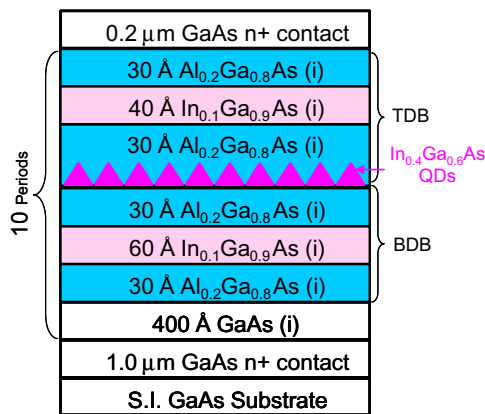 0.2 μm GaAs n+ contact
30 Å Al0.2Ga0.8As (i)
40 Å In0.1Ga0.9As (i)
30 Å Al0.2Ga0.8As (i)
30 Å Al0.2Ga0.8As (i)
60 Å In0.1Ga0.9As (i)
30 Å Al0.2Ga0.8As (i)
400 Å GaAs (i)
1.0 μm GaAs n+ contact
S.I. GaAs Substrate
10 Periods
TDB
In0.4Ga0.6As
QDs
BDB